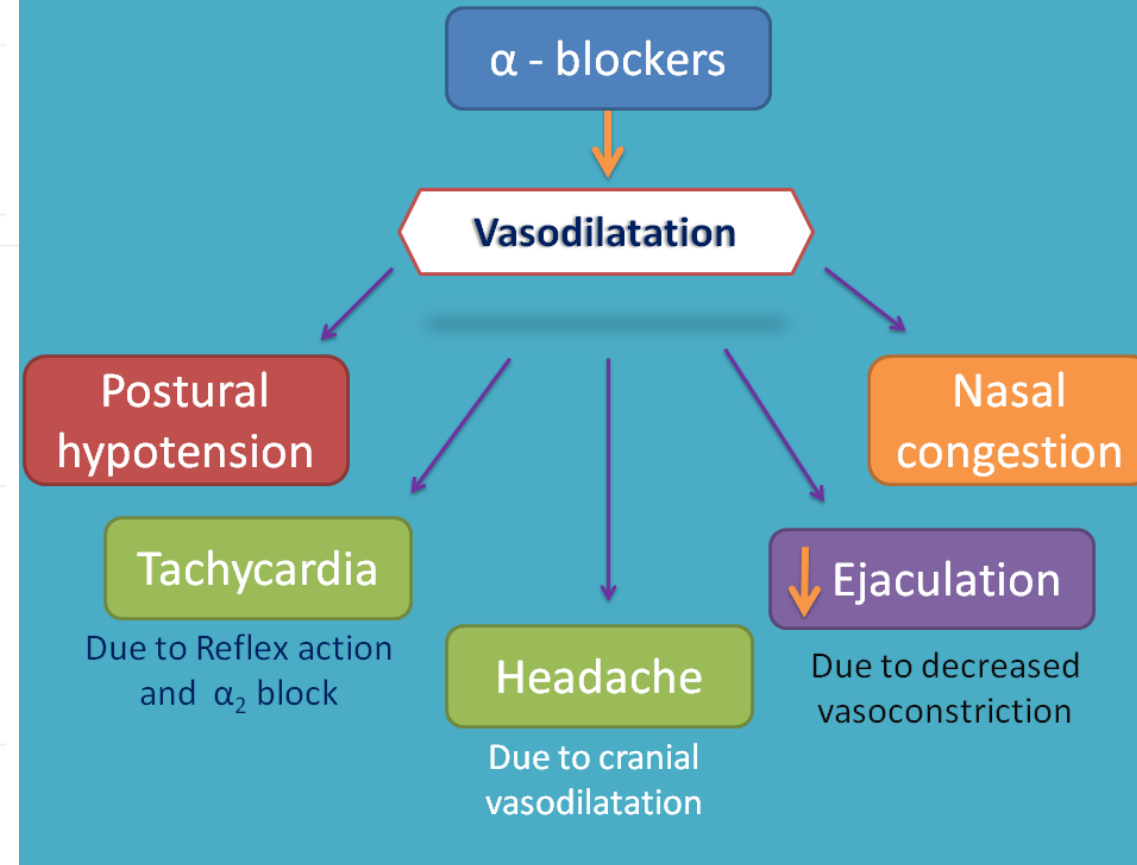 α - blockers
Vasodilatation
Postural
hypotension
Nasal
congestion
Tachycardia
Due to Reflex action
and α₂ block
Headache
Due to cranial
vasodilatation
Ejaculation
Due to decreased
vasoconstriction